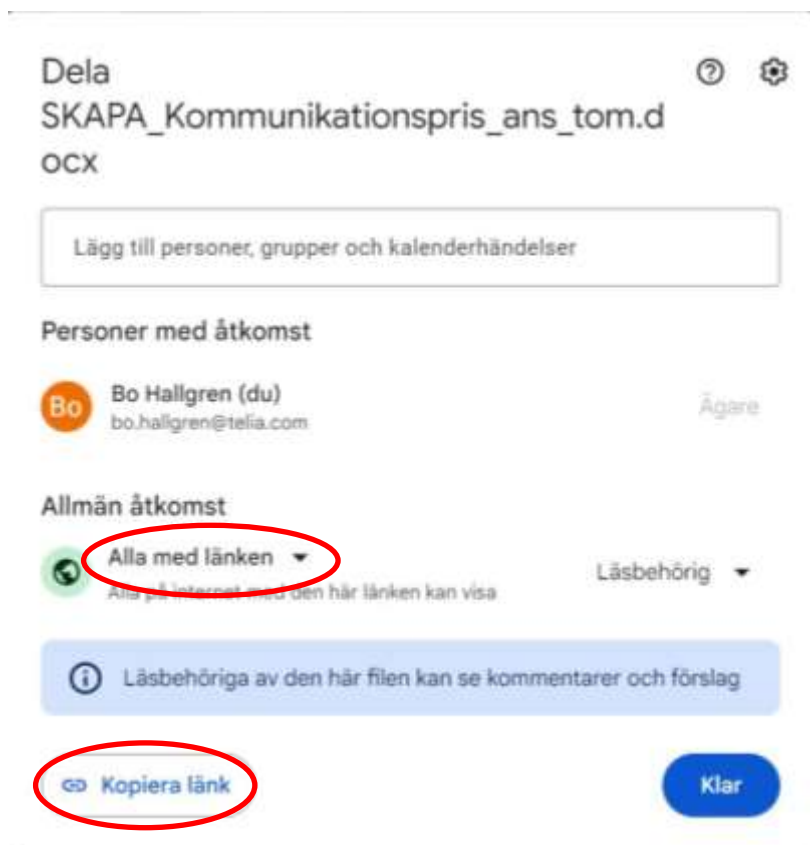 Dela
SKAPA_Kommunikationspris_ans_tom.d
ocx
Lägg till personer, grupper och kalenderhändelser
Personer med åtkomst
Bo
Bo Hallgren (du)
bo.hallgren@telia.com
Ägare
Allmän åtkomst
Alla med länken
Alla på internet med den här länken kan visa
Läsbehörig
Läsbehöriga av den här filen kan se kommentarer och förslag
Kopiera länk
Klar